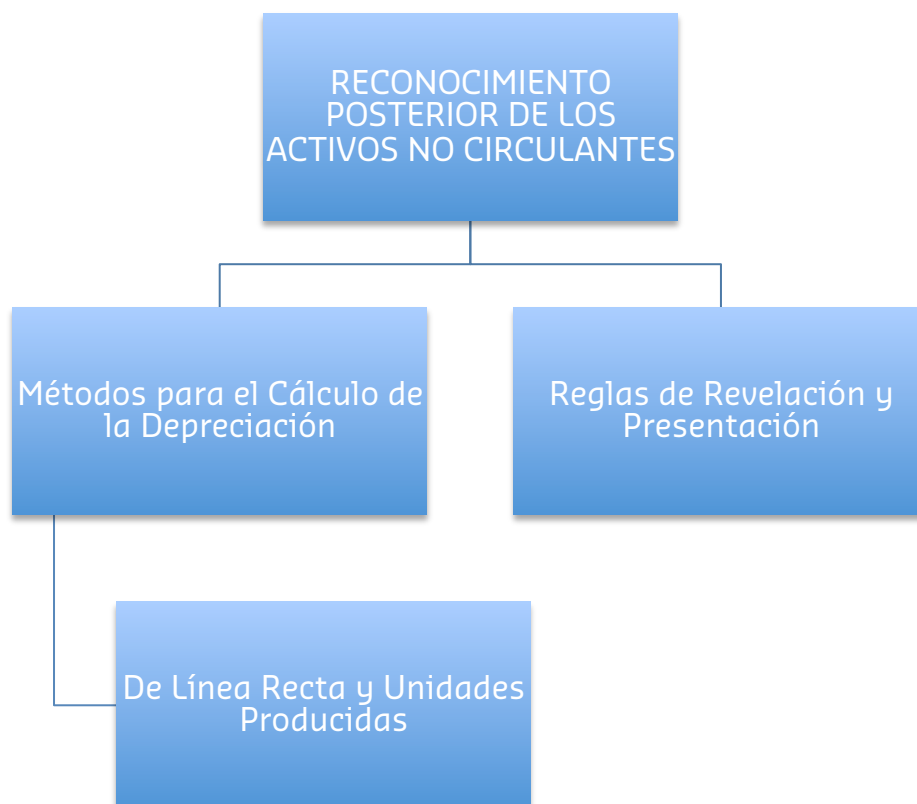 RECONOCIMIENTO
POSTERIOR DE LOS
ACTIVOS NO CIRCULANTES
Métodos para el Cálculo de
la Depreciación
Reglas de Revelación y
Presentación
De Línea Recta y Unidades
Producidas